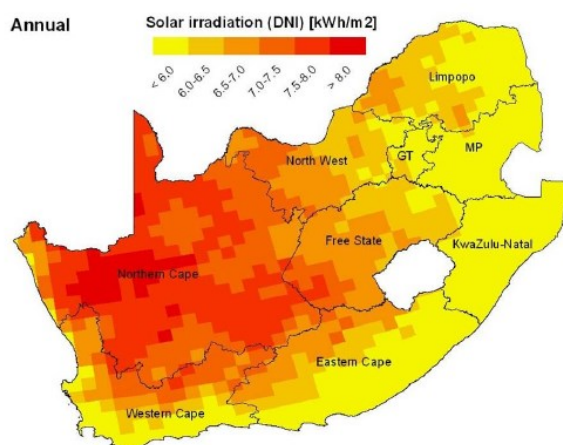 Annual
Solar irradiation (DNI) [kWh/m2]
< 6.0
6.0-6.5
6.5-7.0
7.0-7.5
7.5-8.0
> 8.0
Limpopo
North West
GT
MP
Free State
KwaZulu-Natal
Northern Cape
Eastern Cape
Western Cape